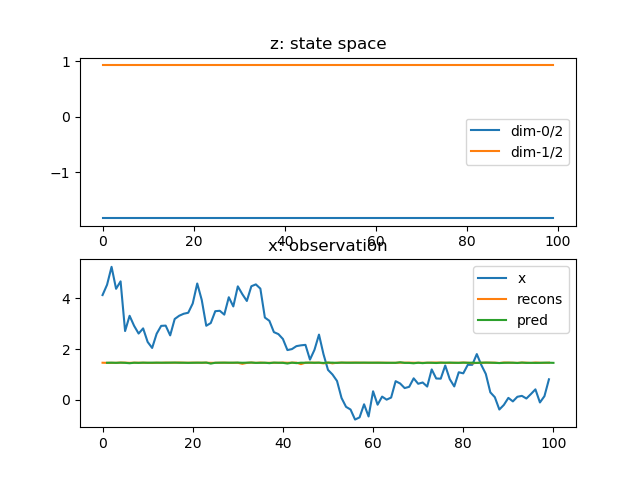 z: state space
1
0
−1
dim-0/2
dim-1/2
0 20 40 60 80 100
x: observation
4
2
0
x
recons
pred
0 20 40 60 80 100